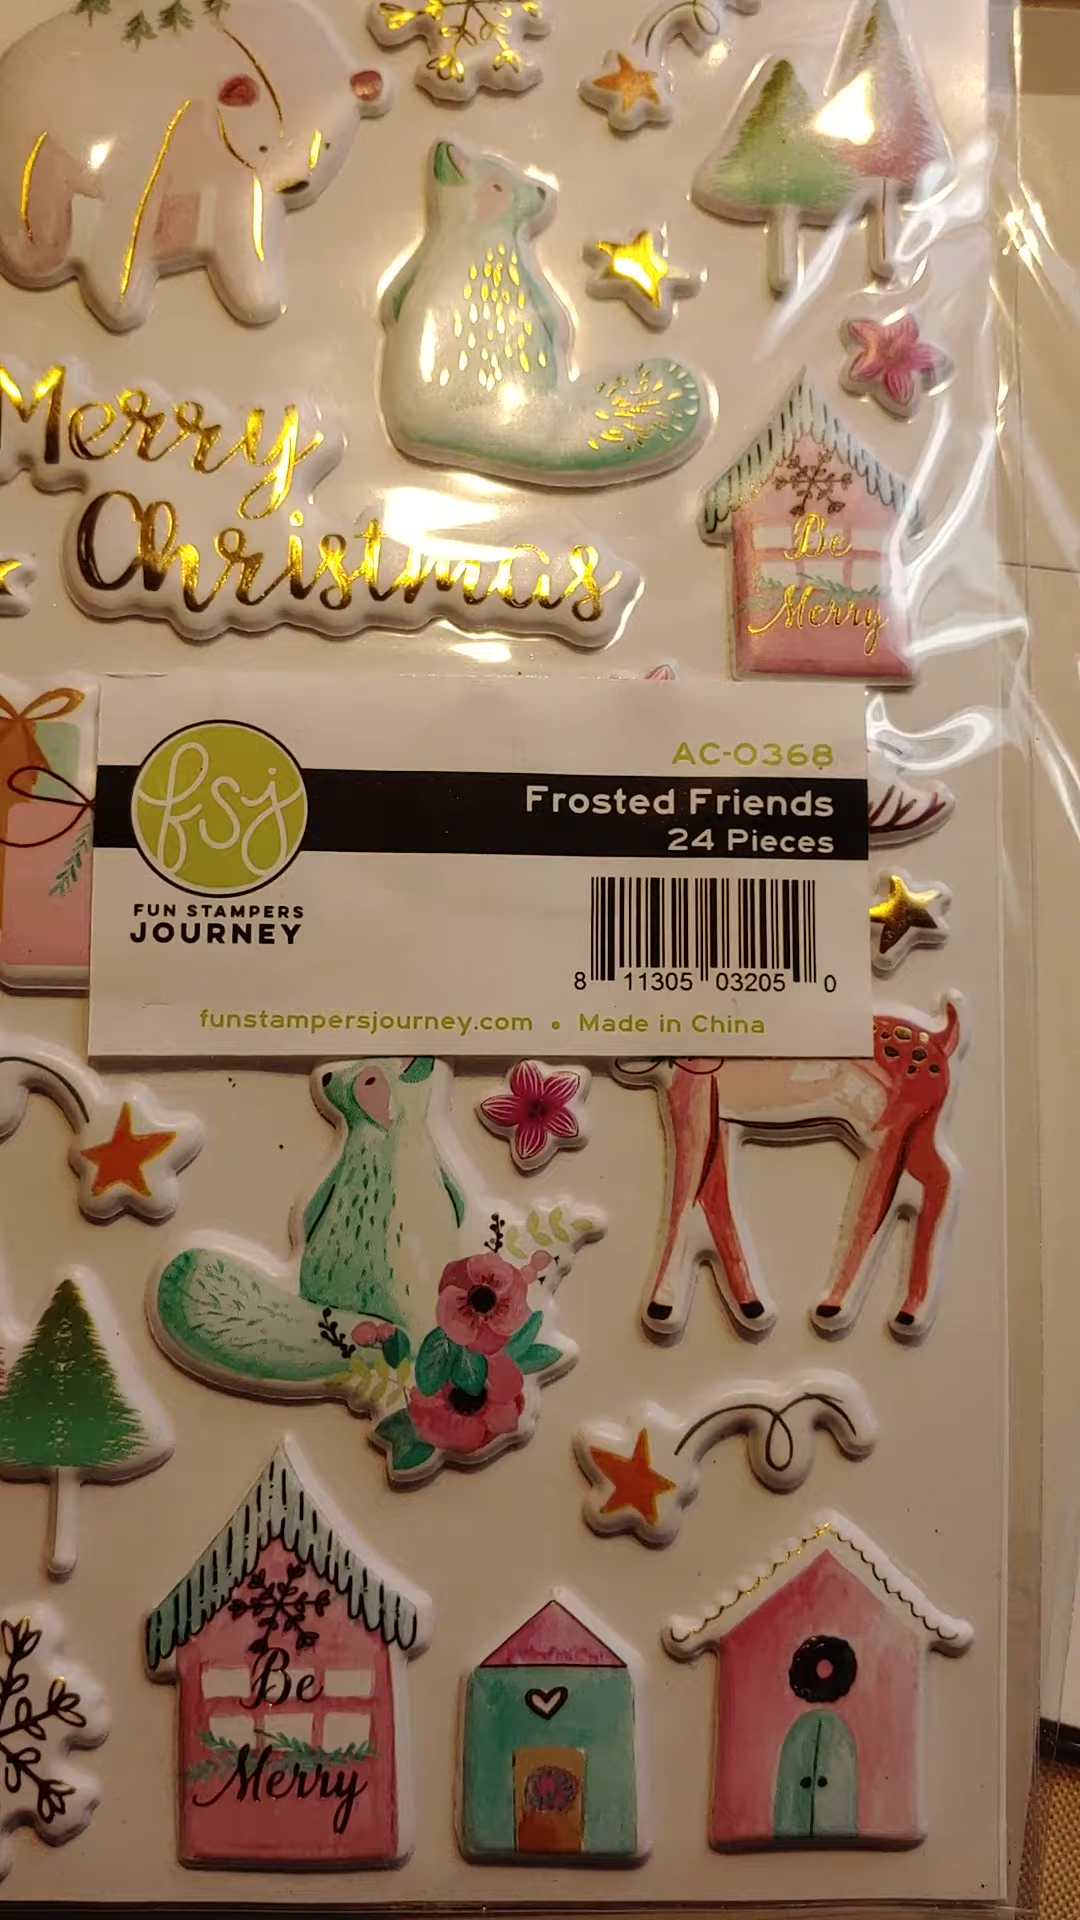 Merry
Christmas
Be
Merry
fsj
FUN STAMPERS
JOURNEY
AC-0368
Frosted Friends
24 Pieces
8 11305 03205 0
funstampersjourney.com • Made in China
Be
Merry